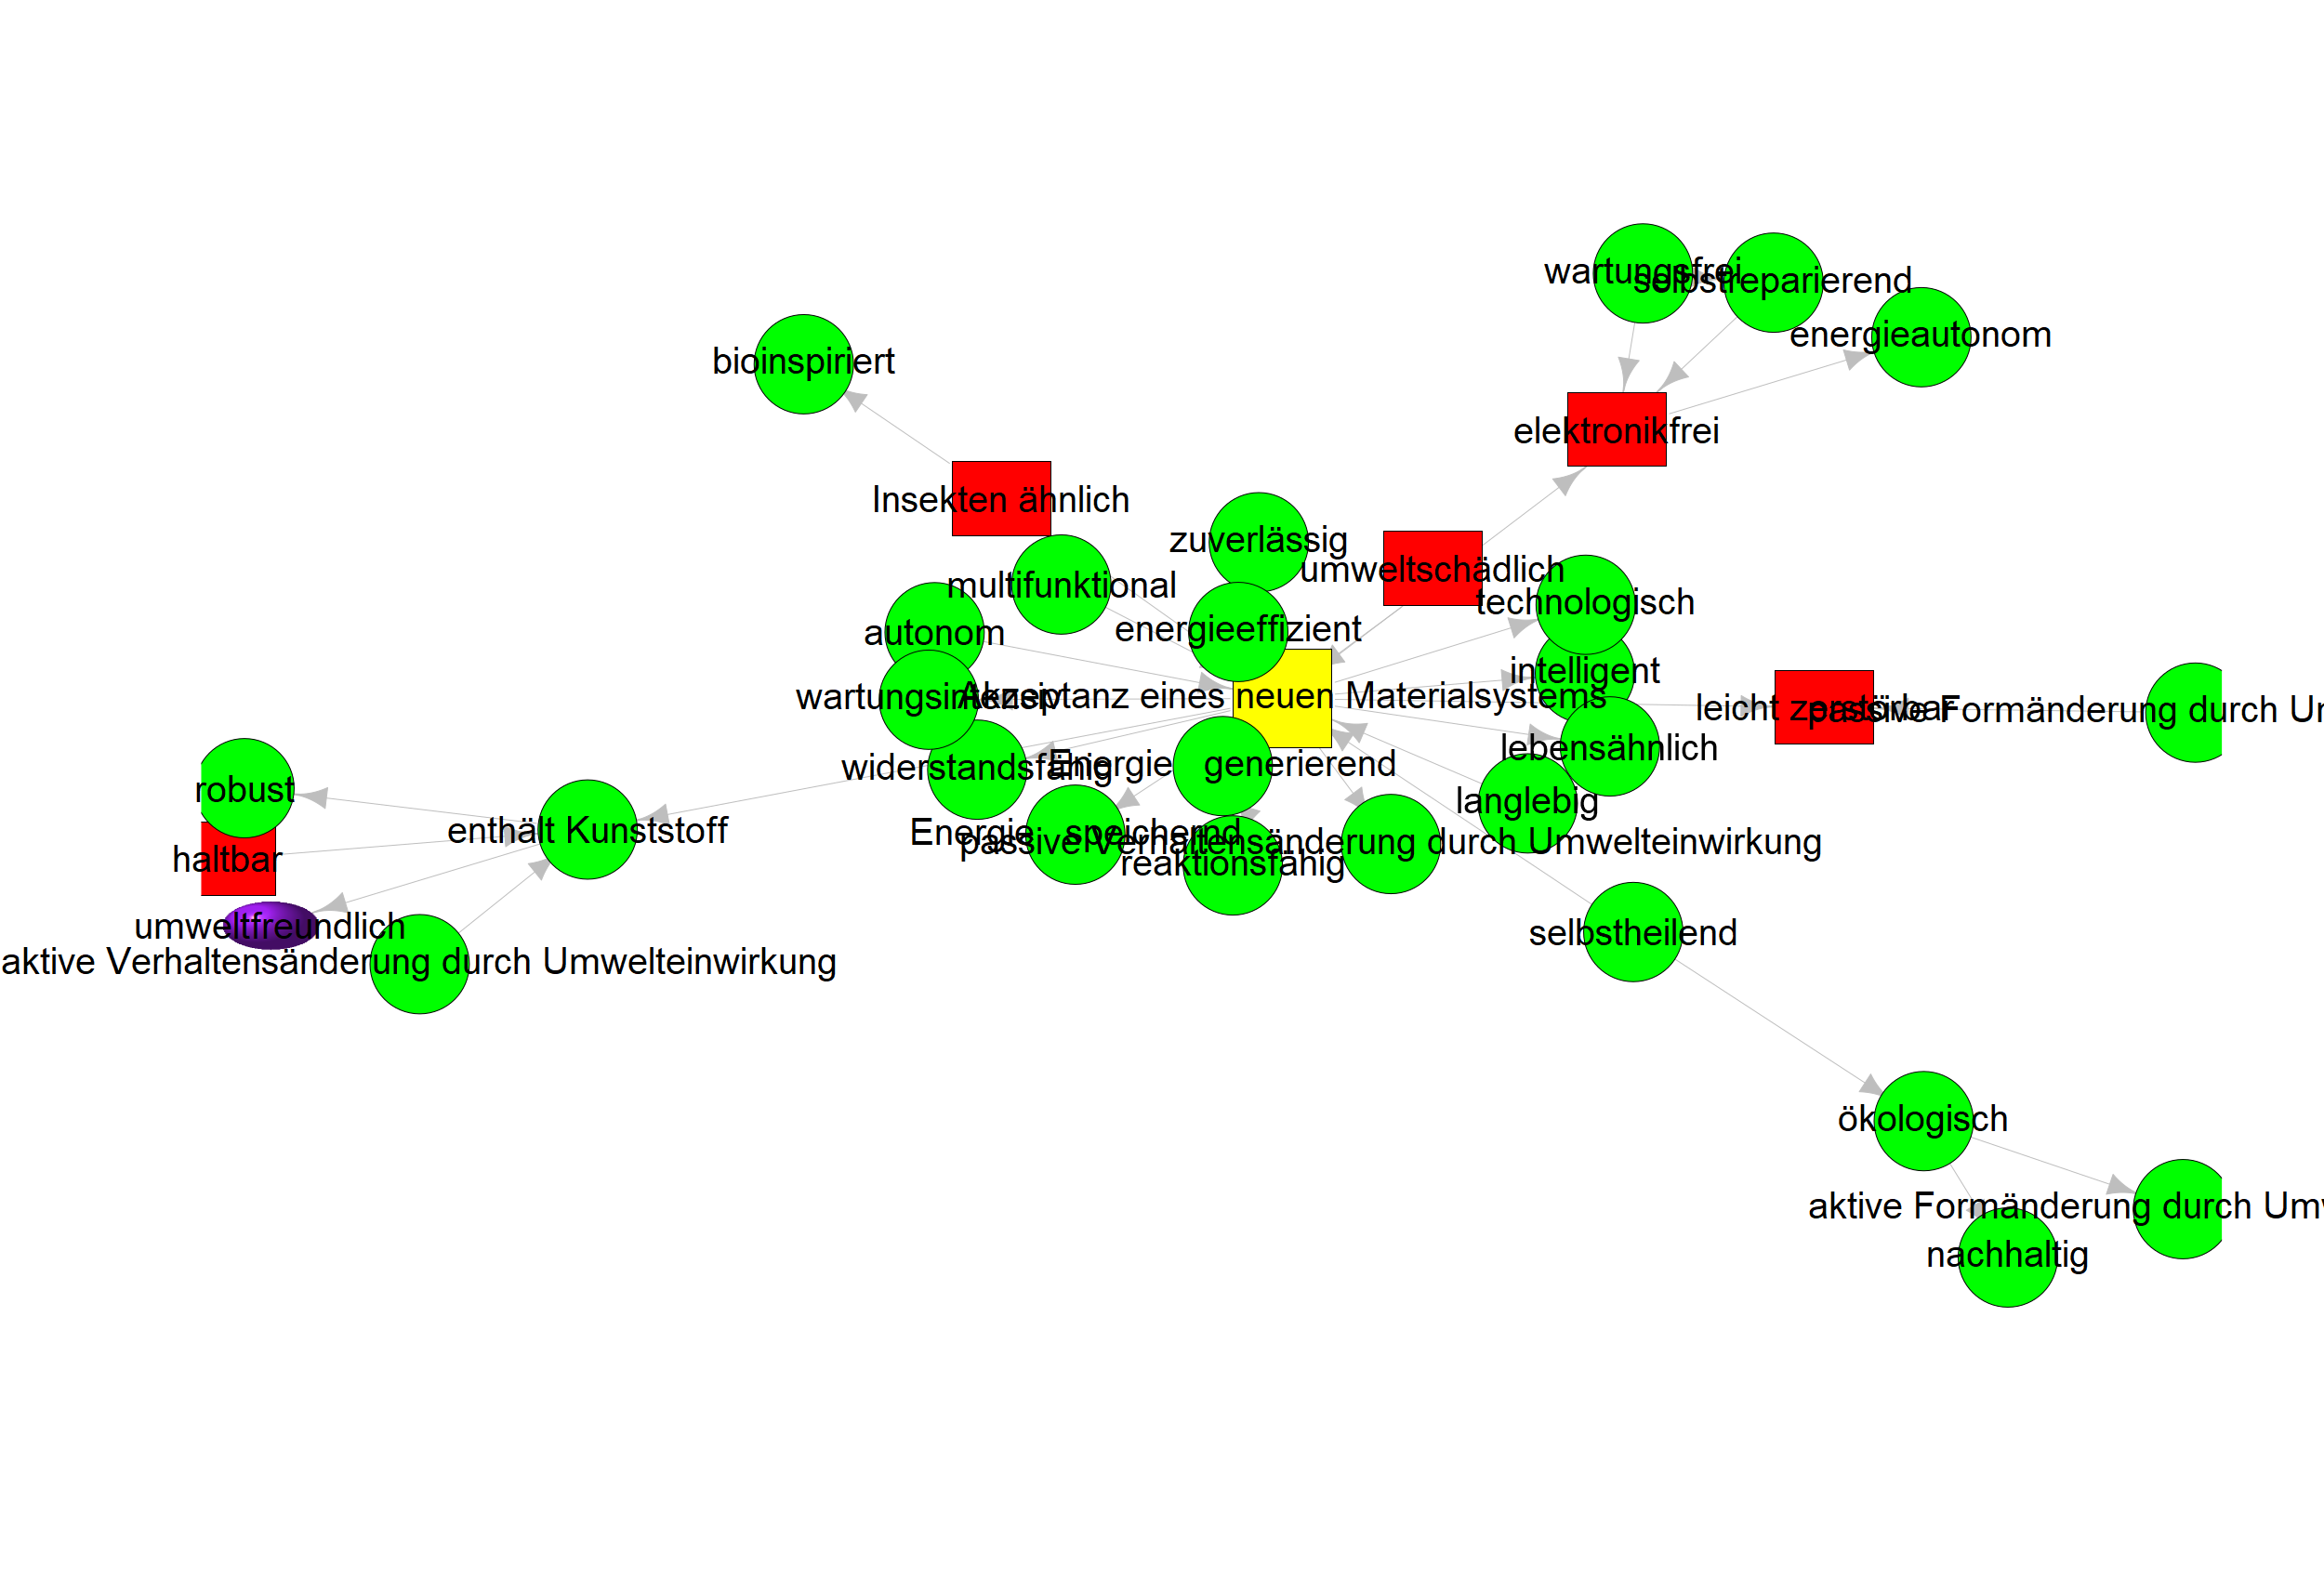 wartungsfrei
selbstreparierend
energieautonom
bioinspiriert
elektronikfrei
Insekten ähnlich
zuverlässig
umweltschädlich
multifunktional
technologisch
energieeffizient
autonom
intelligent
wartungsintensiv
Akzeptanz eines neuen Materialsystems
leicht zerstörbar
passive Formänderung durch
lebensähnlich
widerstandsfähig
Energie generierend
robust
langlebig
enthält Kunststoff
Energie speichernd
passive Verhaltensänderung durch Umwelteinwirkung
haltbar
reaktionsfähig
umweltfreundlich
selbstheilend
aktive Verhaltensänderung durch Umwelteinwirkung
ökologisch
aktive Formänderung durch
nachhaltig